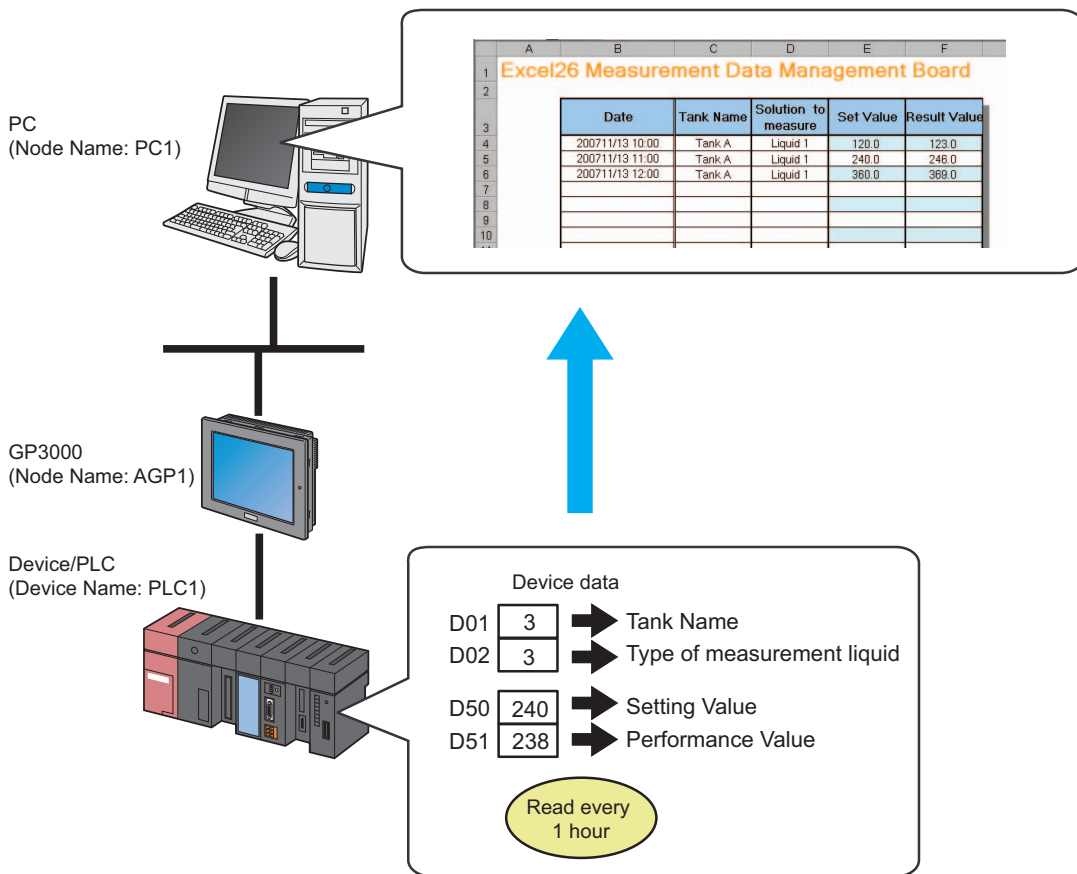 A B C D E F
1 Excel26 Measurement Data Management Board
2
3 Date Tank Name Solution to measure Set Value Result Value
4 200711/13 10:00 Tank A Liquid 1 120.0 123.0
5 200711/13 11:00 Tank A Liquid 1 240.0 246.0
6 200711/13 12:00 Tank A Liquid 1 360.0 369.0
7
8
9
10
PC
(Node Name: PC1)
GP3000
(Node Name: AGP1)
Device/PLC
(Device Name: PLC1)
Device data
D01 3 Tank Name
D02 3 Type of measurement liquid
D50 240 Setting Value
D51 238 Performance Value
Read every
1 hour